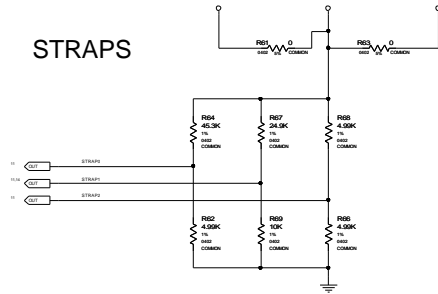 STRAPS
R61
0
0402
5%
COMMON
R63
0
0402
5%
COMMON
R64
45.3K
1%
0402
COMMON
R67
24.9K
1%
0402
COMMON
R68
4.99K
1%
0402
COMMON
OUT
STRAP0
OUT
STRAP1
OUT
STRAP2
R62
4.99K
1%
0402
COMMON
R69
10K
1%
0402
COMMON
R66
4.99K
1%
0402
COMMON